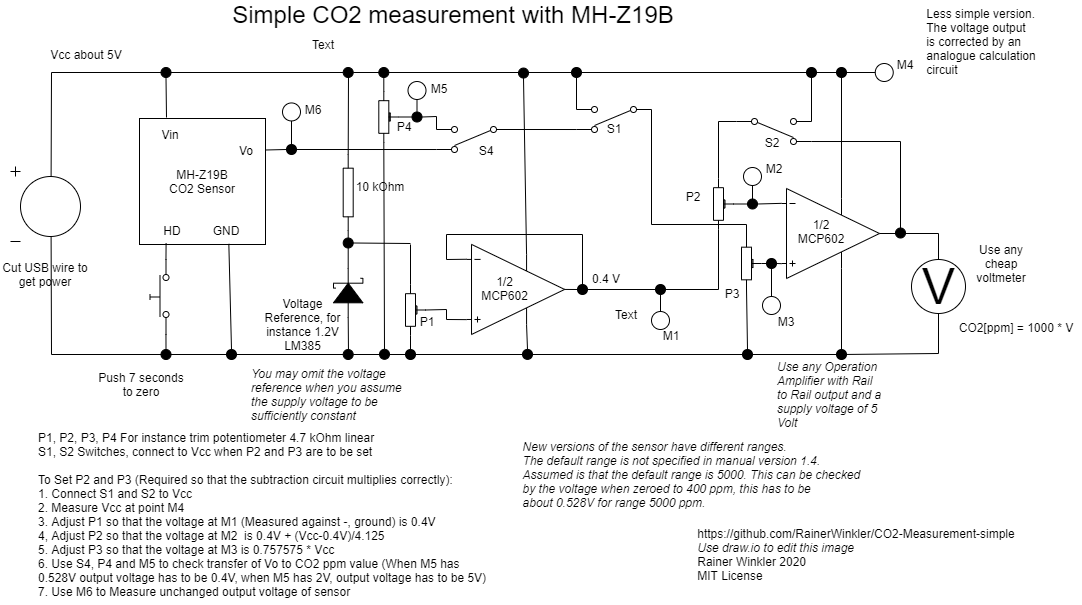 Simple CO2 measurement with MH-Z19B
Less simple version.
The voltage output
is corrected by an
analogue calculation
circuit
Text
Vcc about 5V
M4
M5
M6
P4
S1
S4
S2
Vin
Vo
MH-Z19B
CO2 Sensor
HD
GND
10 kOhm
M2
P2
1/2
MCP602
+
−
−
+
−
+
Cut USB wire to
get power
Voltage
Reference, for
instance 1.2V
LM385
P1
1/2
MCP602
0.4 V
Text
M1
P3
M3
V
Use any
cheap
voltmeter
CO2[ppm] = 1000 * V
Push 7 seconds
to zero
You may omit the voltage
reference when you assume
the supply voltage to be
sufficiently constant
Use any Operation
Amplifier with Rail
to Rail output and a
supply voltage of 5
Volt
P1, P2, P3, P4 For instance trim potentiometer 4.7 kOhm linear
S1, S2 Switches, connect to Vcc when P2 and P3 are to be set
To Set P2 and P3 (Required so that the subtraction circuit multiplies correctly):
1. Connect S1 and S2 to Vcc
2. Measure Vcc at point M4
3. Adjust P1 so that the voltage at M1 (Measured against -, ground) is 0.4V
4, Adjust P2 so that the voltage at M2  is 0.4V + (Vcc-0.4V)/4.125
5. Adjust P3 so that the voltage at M3 is 0.757575 * Vcc
6. Use S4, P4 and M5 to check transfer of Vo to CO2 ppm value (When M5 has
0.528V output voltage has to be 0.4V, when M5 has 2V, output voltage has to be 5V)
7. Use M6 to Measure unchanged output voltage of sensor
New versions of the sensor have different ranges.
The default range is not specified in manual version 1.4.
Assumed is that the default range is 5000. This can be checked
by the voltage when zeroed to 400 ppm, this has to be
about 0.528V for range 5000 ppm.
https://github.com/RainerWinkler/CO2-Measurement-simple
Use draw.io to edit this image
Rainer Winkler 2020
MIT License